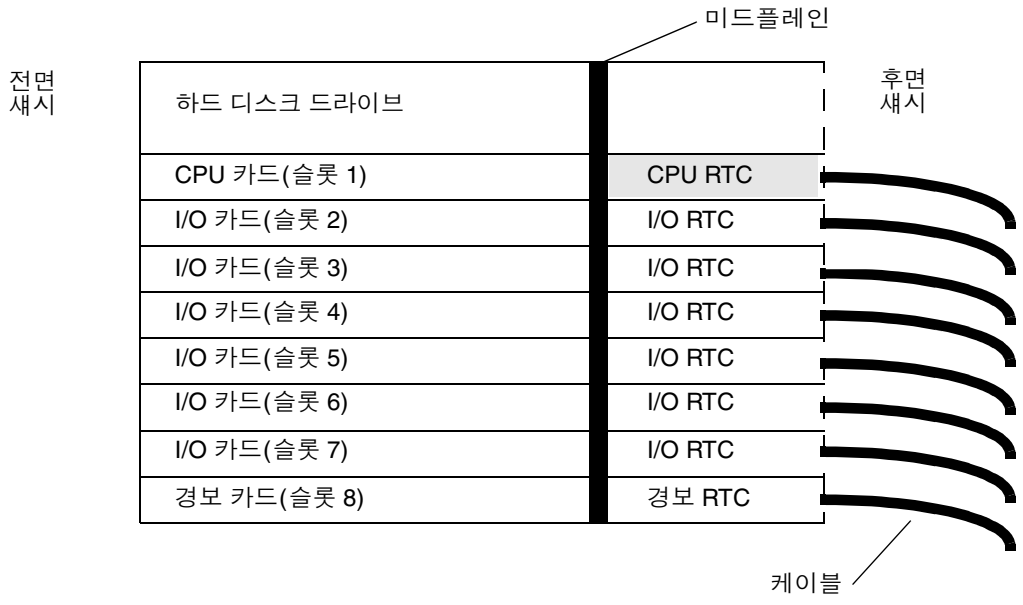 미드플레인
전면
섀시
후면
섀시
하드 디스크 드라이브
CPU 카드(슬롯 1) CPU RTC
I/O 카드(슬롯 2) I/O RTC
I/O 카드(슬롯 3) I/O RTC
I/O 카드(슬롯 4) I/O RTC
I/O 카드(슬롯 5) I/O RTC
I/O 카드(슬롯 6) I/O RTC
I/O 카드(슬롯 7) I/O RTC
경보 카드(슬롯 8) 경보 RTC
케이블